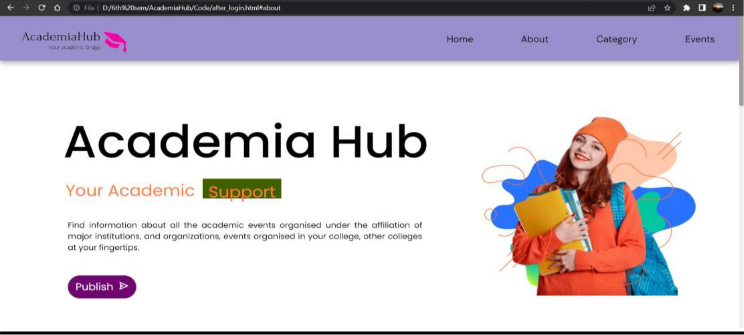 File | D:/6th%20sem/AcademiaHub/Code/after_login.html#about
AcademiaHub
Your academic bridge
Home About Category Events
Academia Hub
Your Academic Support
Find information about all the academic events organised under the affiliation of
major institutions, and organizations, events organised in your college, other colleges
at your fingertips.
Publish